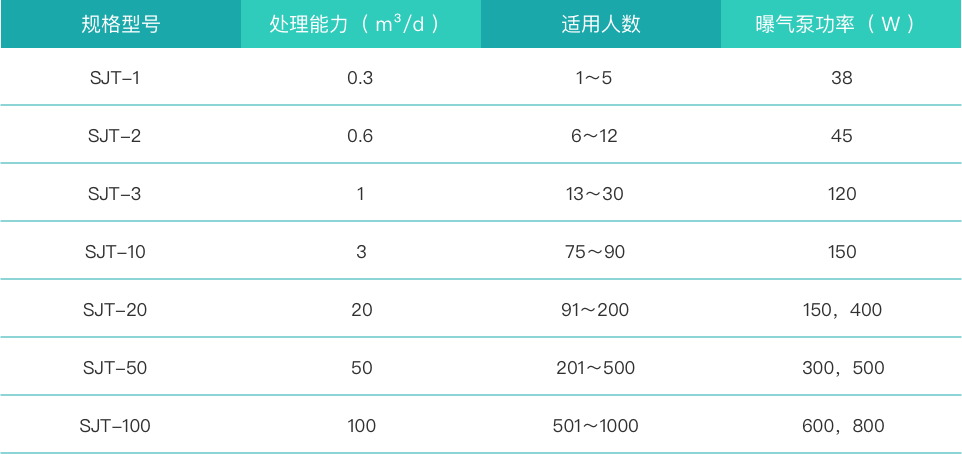 规格型号 处理能力（m³/d） 适用人数 曝气泵功率（W）
SJT-1 0.3 1～5 38
SJT-2 0.6 6～12 45
SJT-3 1 13～30 120
SJT-10 3 75～90 150
SJT-20 20 91～200 150，400
SJT-50 50 201～500 300，500
SJT-100 100 501～1000 600，800